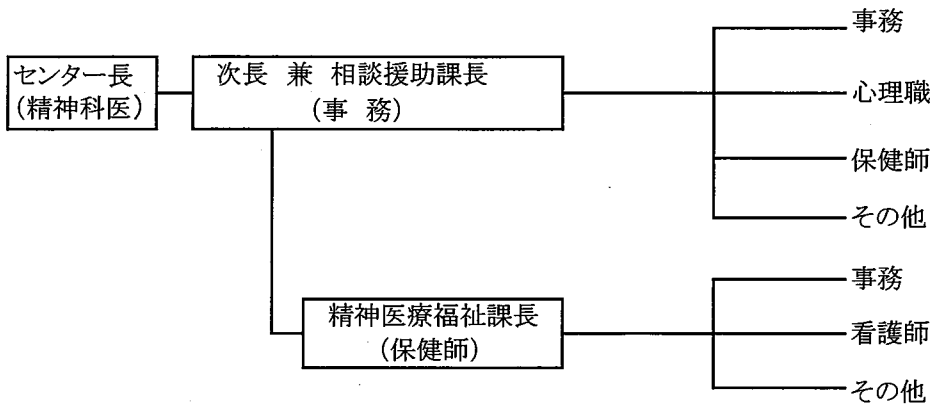 センター長
(精神科医)
次長 兼 相談援助課長
(事 務)
事務
心理職
保健師
その他
精神医療福祉課長
(保健師)
事務
看護師
その他